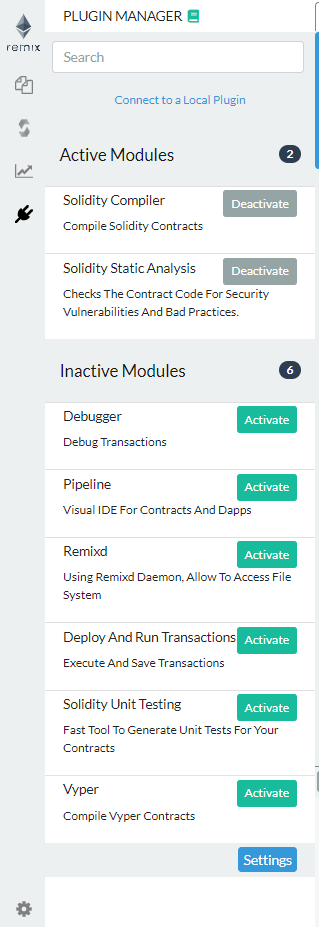 PLUGIN MANAGER
remix
Search
Connect to a Local Plugin
Active Modules 2
Solidity Compiler Deactivate
Compile Solidity Contracts
Solidity Static Analysis Deactivate
Checks The Contract Code For Security
Vulnerabilities And Bad Practices.
Inactive Modules 6
Debugger Activate
Debug Transactions
Pipeline Activate
Visual IDE For Contracts And Dapps
Remixd Activate
Using Remixd Daemon, Allow To Access File
System
Deploy And Run Transactions Activate
Execute And Save Transactions
Solidity Unit Testing Activate
Fast Tool To Generate Unit Tests For Your
Contracts
Vyper Activate
Compile Vyper Contracts
Settings